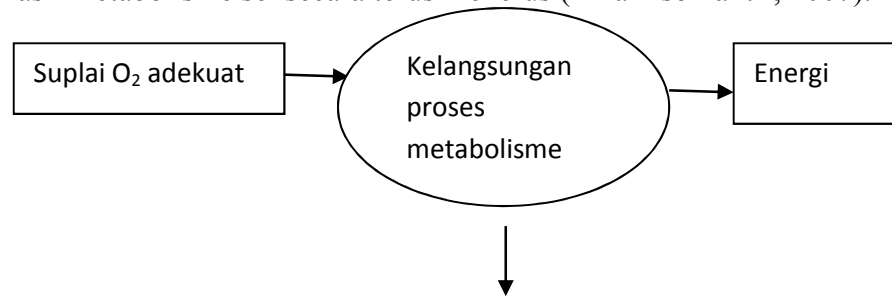 Suplai O₂ adekuat
Kelangsungan
proses
metabolisme
Energi